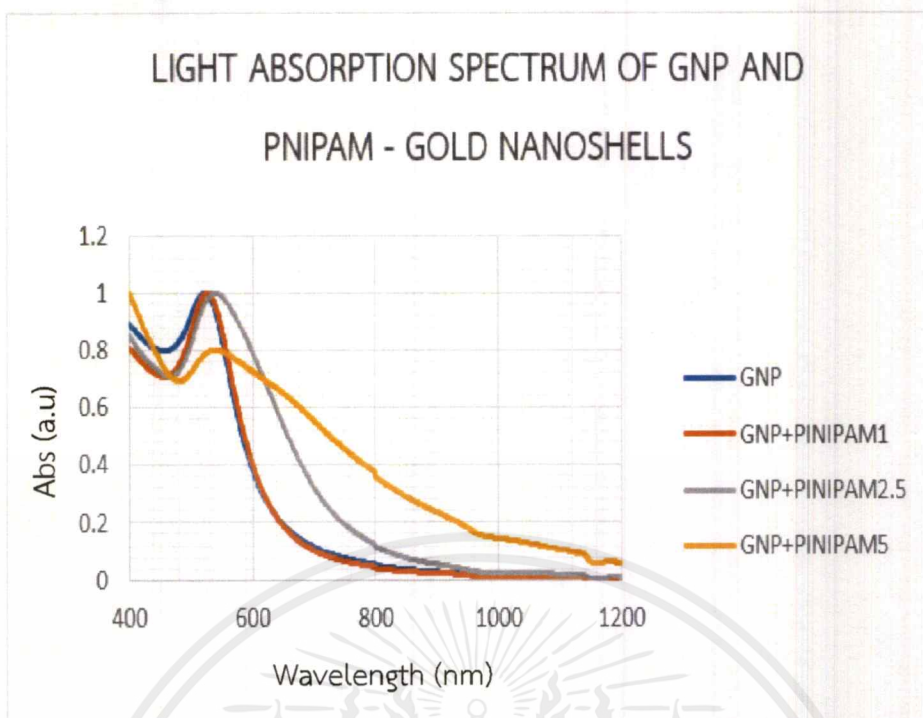 LIGHT ABSORPTION SPECTRUM OF GNP AND
PNIPAM - GOLD NANOSHELLS
1.2
1
0.8
0.6
0.4
0.2
0
Abs (a.u)
400 600 800 1000 1200
Wavelength (nm)
GNP
GNP+PINIPAM1
GNP+PINIPAM2.5
GNP+PINIPAM5